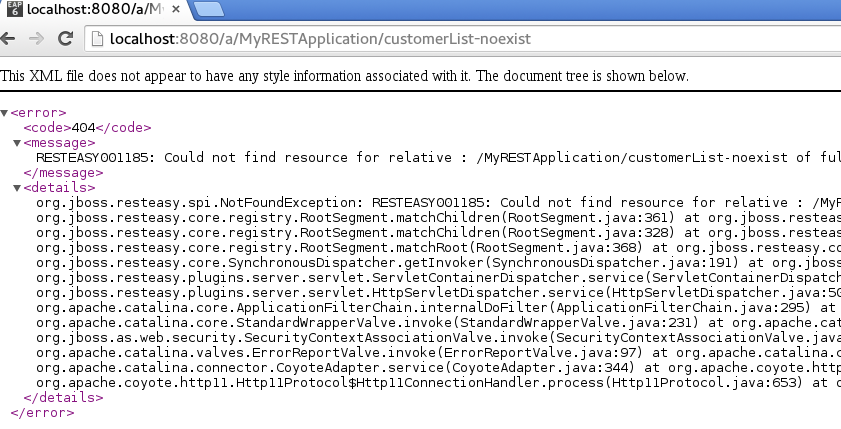 EAP 6 localhost:8080/a/My ×
localhost:8080/a/MyRESTApplication/customerList-noexist
This XML file does not appear to have any style information associated with it. The document tree is shown below.
▼<error>
<code>404</code>
▼<message>
RESTEASY001185: Could not find resource for relative : /MyRESTApplication/customerList-noexist of ful
</message>
▼<details>
org.jboss.resteasy.spi.NotFoundException: RESTEASY001185: Could not find resource for relative : /MyR
org.jboss.resteasy.core.registry.RootSegment.matchChildren(RootSegment.java:361) at org.jboss.resteas
org.jboss.resteasy.core.registry.RootSegment.matchChildren(RootSegment.java:328) at org.jboss.resteas
org.jboss.resteasy.core.registry.RootSegment.matchRoot(RootSegment.java:368) at org.jboss.resteasy.co
org.jboss.resteasy.core.SynchronousDispatcher.getInvoker(SynchronousDispatcher.java:191) at org.jboss
org.jboss.resteasy.plugins.server.servlet.ServletContainerDispatcher.service(ServletContainerDispatch
org.jboss.resteasy.plugins.server.servlet.HttpServletDispatcher.service(HttpServletDispatcher.java:50
org.apache.catalina.core.ApplicationFilterChain.internalDoFilter(ApplicationFilterChain.java:295) at
org.apache.catalina.core.StandardWrapperValve.invoke(StandardWrapperValve.java:231) at org.apache.cat
org.jboss.as.web.security.SecurityContextAssociationValve.invoke(SecurityContextAssociationValve.java
org.apache.catalina.valves.ErrorReportValve.invoke(ErrorReportValve.java:97) at org.apache.catalina.c
org.apache.catalina.connector.CoyoteAdapter.service(CoyoteAdapter.java:344) at org.apache.coyote.http
org.apache.coyote.http11.Http11Protocol$Http11ConnectionHandler.process(Http11Protocol.java:653) at o
</details>
</error>